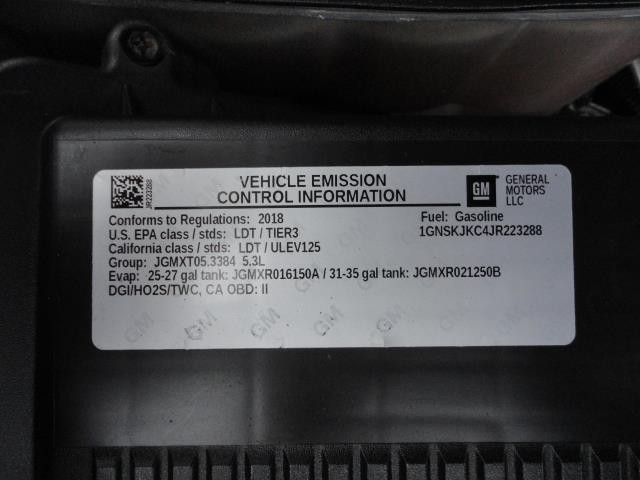 JR223288
VEHICLE EMISSION
CONTROL INFORMATION
GM
GENERAL
MOTORS
LLC
Conforms to Regulations: 2018
Fuel: Gasoline
U.S. EPA class / stds: LDT / TIER3
1GNSKJKC4JR223288
California class / stds: LDT / ULEV125
Group: JGMXT05.3384 5.3L
Evap: 25-27 gal tank: JGMXR016150A / 31-35 gal tank: JGMXR021250B
DGI/HO2S/TWC, CA OBD: II